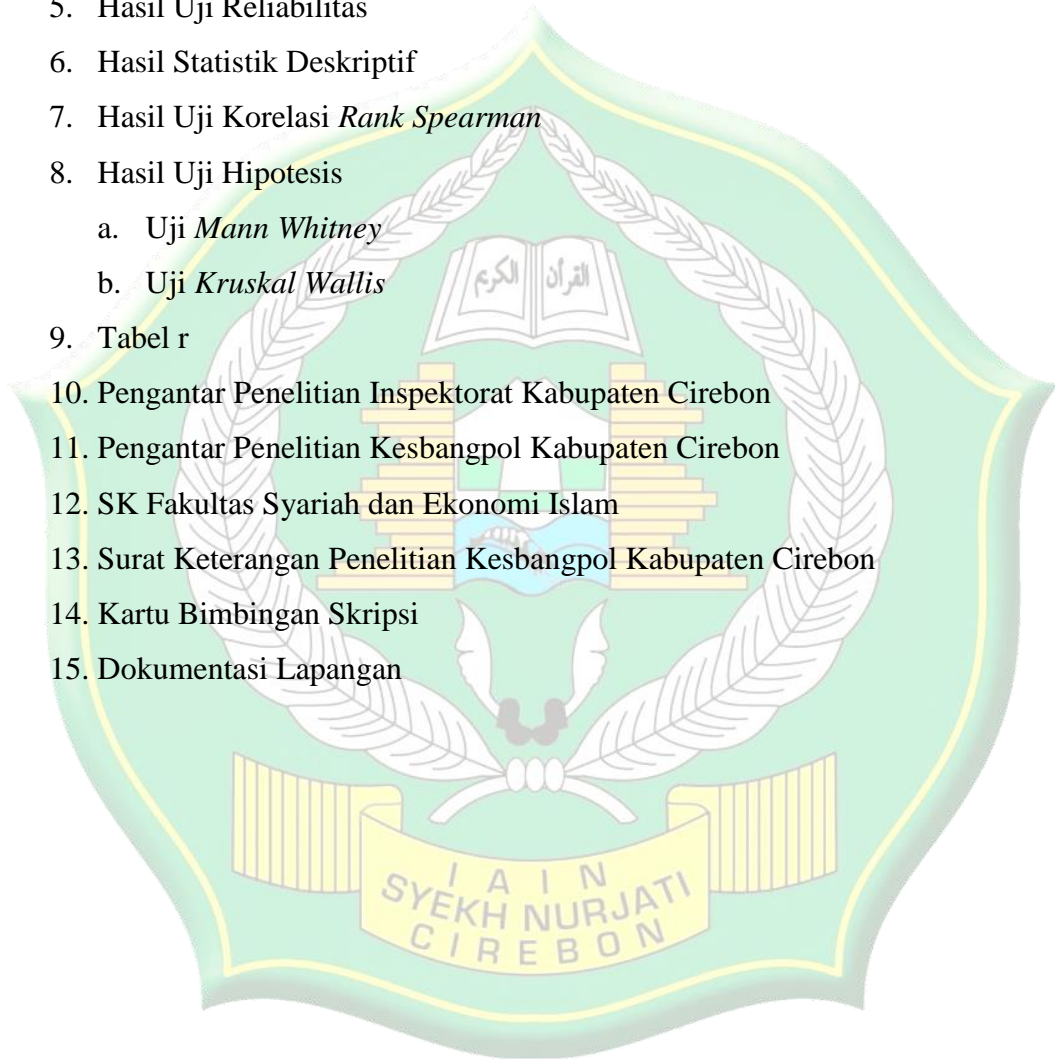 5. Hasil Uji Reliabilitas
6. Hasil Statistik Deskriptif
7. Hasil Uji Korelasi Rank Spearman
8. Hasil Uji Hipotesis
a. Uji Mann Whitney
b. Uji Kruskal Wallis
القرأن الكريم
9. Tabel r
10. Pengantar Penelitian Inspektorat Kabupaten Cirebon
11. Pengantar Penelitian Kesbangpol Kabupaten Cirebon
12. SK Fakultas Syariah dan Ekonomi Islam
13. Surat Keterangan Penelitian Kesbangpol Kabupaten Cirebon
14. Kartu Bimbingan Skripsi
15. Dokumentasi Lapangan
IAIN
SYEKH NURJATI
CIREBON